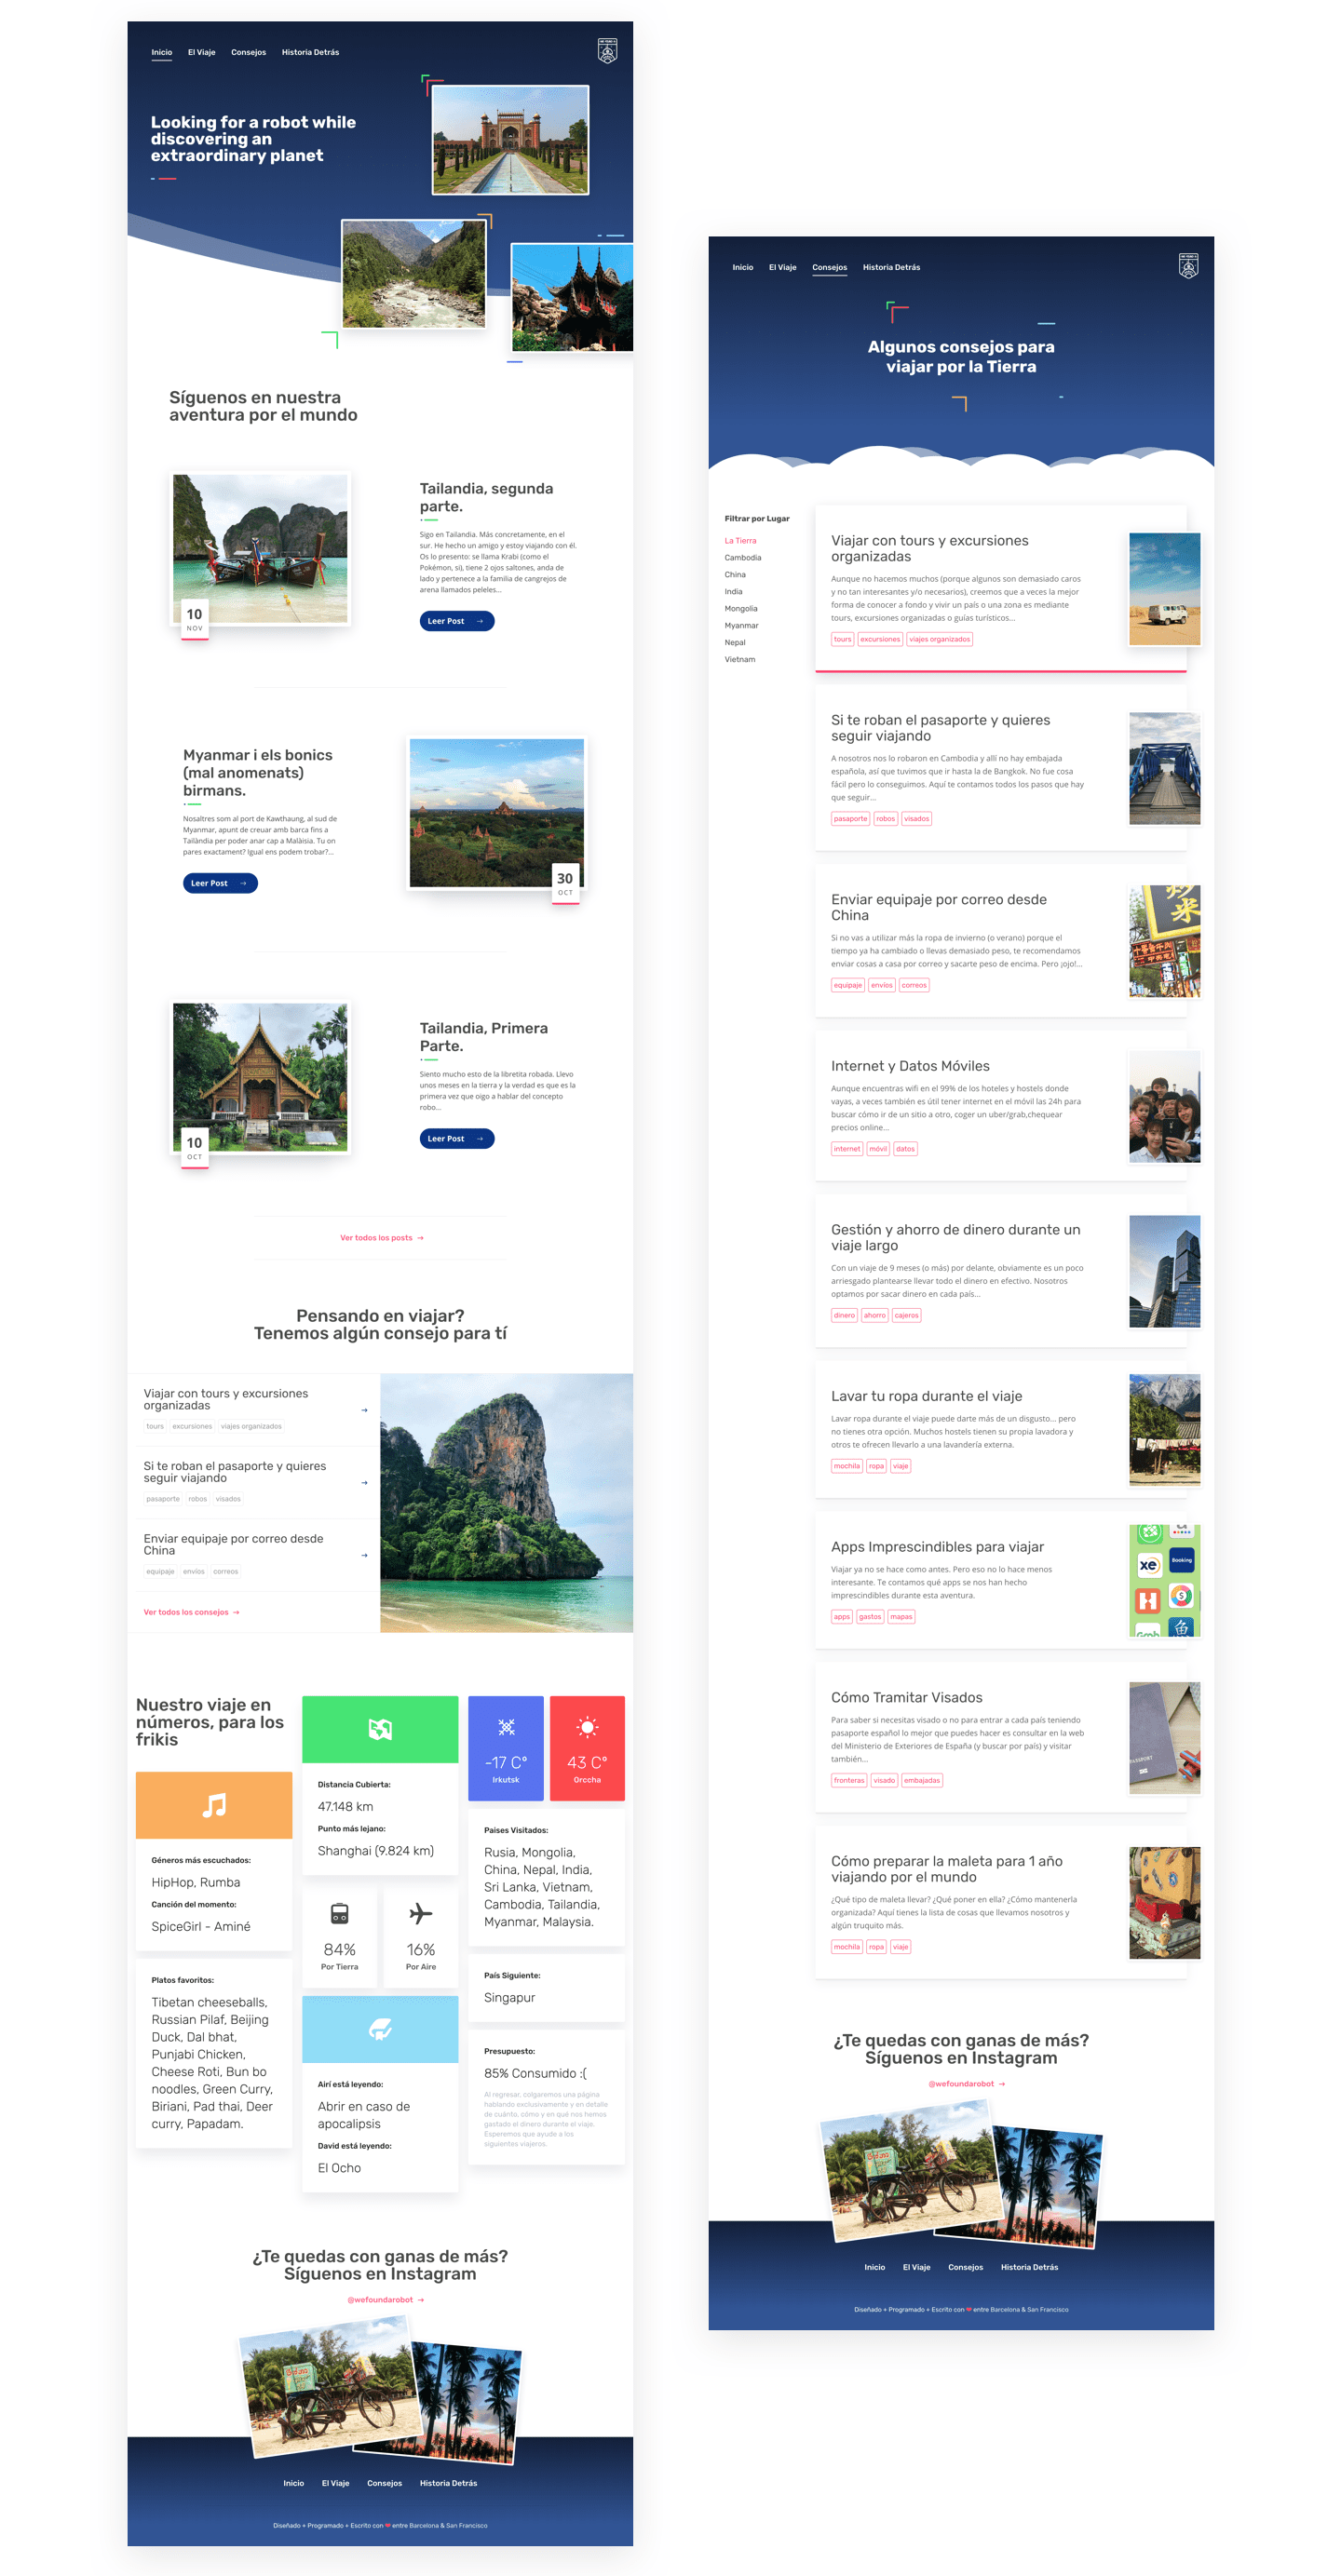 Inicio El Viaje Consejos Historia Detrás
Looking for a robot while
discovering an
extraordinary planet
Síguenos en nuestra
aventura por el mundo
10
NOV
Tailandia, segunda
parte.
Sigo en Tailandia. Más concretamente, en el
sur. He hecho un amigo y estoy viajando con él.
Os lo presento: se llama Krabi (como el
Pokémon, sí), tiene 2 ojos saltones, anda de
lado y pertenece a la familia de cangrejos de
arena llamados peleles...
Leer Post →
Myanmar i els bonics
(mal anomenats)
birmans.
Nosaltres som al port de Kawthaung, al sud de
Myanmar, apunt de creuar amb barca fins a
Tailàndia per poder anar cap a Malàisia. Tu on
pares exactament? Igual ens podem trobar?...
Leer Post →
30
OCT
10
OCT
Tailandia, Primera
Parte.
Siento mucho esto de la libretita robada. Llevo
unos meses en la tierra y la verdad es que es la
primera vez que oigo a hablar del concepto
robo...
Leer Post →
Ver todos los posts →
Pensando en viajar?
Tenemos algún consejo para tí
Viajar con tours y excursiones
organizadas
→
tours excursiones viajes organizados
Si te roban el pasaporte y quieres
seguir viajando
→
pasaporte robos visados
Enviar equipaje por correo desde
China
→
equipaje envíos correos
Ver todos los consejos →
Nuestro viaje en
números, para los
frikis
Géneros más escuchados:
HipHop, Rumba
Canción del momento:
SpiceGirl - Aminé
Platos favoritos:
Tibetan cheeseballs,
Russian Pilaf, Beijing
Duck, Dal bhat,
Punjabi Chicken,
Cheese Roti, Bun bo
noodles, Green Curry,
Biriani, Pad thai, Deer
curry, Papadam.
Distancia Cubierta:
47.148 km
Punto más lejano:
Shanghai (9.824 km)
84%
Por Tierra
16%
Por Aire
Airí está leyendo:
Abrir en caso de
apocalipsis
David está leyendo:
El Ocho
-17 Cº
Irkutsk
43 Cº
Orccha
Paises Visitados:
Rusia, Mongolia,
China, Nepal, India,
Sri Lanka, Vietnam,
Cambodia, Tailandia,
Myanmar, Malaysia.
País Siguiente:
Singapur
Presupuesto:
85% Consumido :(
Al regresar, colgaremos una página
hablando exclusivamente y en detalle
de cuánto, cómo y en qué nos hemos
gastado el dinero durante el viaje.
Esperemos que ayude a los
siguientes viajeros.
¿Te quedas con ganas de más?
Síguenos en Instagram
@wefoundarobot →
Inicio El Viaje Consejos Historia Detrás
Diseñado + Programado + Escrito con ❤ entre Barcelona & San Francisco
Inicio El Viaje Consejos Historia Detrás
Algunos consejos para
viajar por la Tierra
Filtrar por Lugar
La Tierra
Cambodia
China
India
Mongolia
Myanmar
Nepal
Vietnam
Viajar con tours y excursiones
organizadas
Aunque no hacemos muchos (porque algunos son demasiado caros
y no tan interesantes y/o necesarios), creemos que a veces la mejor
forma de conocer a fondo y vivir un país o una zona es mediante
tours, excursiones organizadas o guías turísticos...
tours excursiones viajes organizados
Si te roban el pasaporte y quieres
seguir viajando
A nosotros nos lo robaron en Cambodia y allí no hay embajada
española, así que tuvimos que ir hasta la de Bangkok. No fue cosa
fácil pero lo conseguimos. Aquí te contamos todos los pasos que hay
que seguir...
pasaporte robos visados
Enviar equipaje por correo desde
China
Si no vas a utilizar más la ropa de invierno (o verano) porque el
tiempo ya ha cambiado o llevas demasiado peso, te recomendamos
enviar cosas a casa por correo y sacarte peso de encima. Pero ¡ojo!...
equipaje envíos correos
Internet y Datos Móviles
Aunque encuentras wifi en el 99% de los hoteles y hostels donde
vayas, a veces también es útil tener internet en el móvil las 24h para
buscar cómo ir de un sitio a otro, coger un uber/grab,chequear
precios online...
internet móvil datos
Gestión y ahorro de dinero durante un
viaje largo
Con un viaje de 9 meses (o más) por delante, obviamente es un poco
arriesgado plantearse llevar todo el dinero en efectivo. Nosotros
optamos por sacar dinero en cada país...
dinero ahorro cajeros
Lavar tu ropa durante el viaje
Lavar ropa durante el viaje puede darte más de un disgusto... pero
no tienes otra opción. Muchos hostels tienen su propia lavadora y
otros te ofrecen llevarlo a una lavandería externa.
mochila ropa viaje
Apps Imprescindibles para viajar
Viajar ya no se hace como antes. Pero eso no lo hace menos
interesante. Te contamos qué apps se nos han hecho
imprescindibles durante esta aventura.
apps gastos mapas
xe
Booking
Grab
Cómo Tramitar Visados
Para saber si necesitas visado o no para entrar a cada país teniendo
pasaporte español lo mejor que puedes hacer es consultar en la web
del Ministerio de Exteriores de España (y buscar por país) y visitar
también...
fronteras visado embajadas
PASSPORT
Cómo preparar la maleta para 1 año
viajando por el mundo
¿Qué tipo de maleta llevar? ¿Qué poner en ella? ¿Cómo mantenerla
organizada? Aquí tienes la lista de cosas que llevamos nosotros y
algún truquito más.
mochila ropa viaje
¿Te quedas con ganas de más?
Síguenos en Instagram
@wefoundarobot →
Inicio El Viaje Consejos Historia Detrás
Diseñado + Programado + Escrito con ❤ entre Barcelona & San Francisco